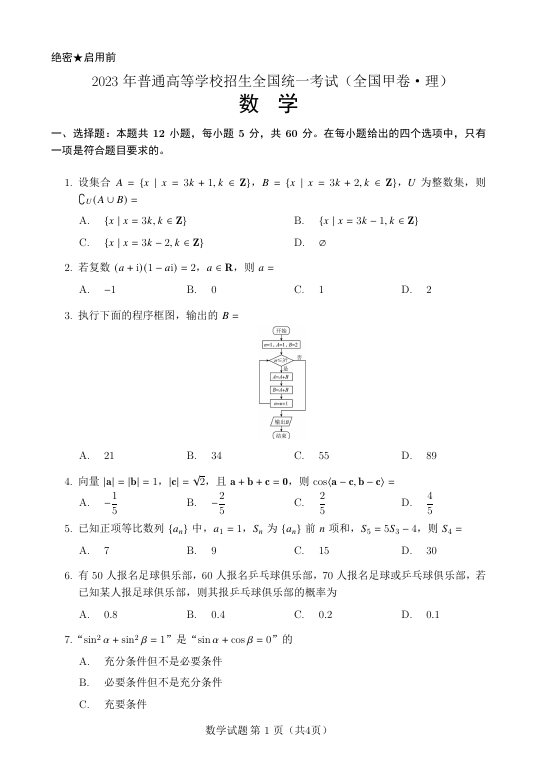 绝密★启用前
2023 年普通高等学校招生全国统一考试（全国甲卷·理）
数 学
一、选择题：本题共 12 小题，每小题 5 分，共 60 分。在每小题给出的四个选项中，只有
一项是符合题目要求的。
1. 设集合 A = {x | x = 3k + 1, k ∈ Z}，B = {x | x = 3k + 2, k ∈ Z}，U 为整数集，则
∁U(A ∪ B) =
A. {x | x = 3k, k ∈ Z} B. {x | x = 3k − 1, k ∈ Z}
C. {x | x = 3k − 2, k ∈ Z} D. ∅
2. 若复数 (a + i)(1 − ai) = 2，a ∈ R，则 a =
A. −1 B. 0 C. 1 D. 2
3. 执行下面的程序框图，输出的 B =
开始
n=1, A=1, B=2
否
是
A=A+B
B=A+B
n=n+1
输出B
结束
A. 21 B. 34 C. 55 D. 89
4. 向量 |a| = |b| = 1，|c| = √2，且 a + b + c = 0，则 cos⟨a − c, b − c⟩ =
A. −1/5 B. −2/5 C. 2/5 D. 4/5
5. 已知正项等比数列 {an} 中，a1 = 1，Sn 为 {an} 前 n 项和，S5 = 5S3 − 4，则 S4 =
A. 7 B. 9 C. 15 D. 30
6. 有 50 人报名足球俱乐部，60 人报名乒乓球俱乐部，70 人报名足球或乒乓球俱乐部，若
已知某人报足球俱乐部，则其报乒乓球俱乐部的概率为
A. 0.8 B. 0.4 C. 0.2 D. 0.1
7. “sin² α + sin² β = 1”是“sin α + cos β = 0”的
A. 充分条件但不是必要条件
B. 必要条件但不是充分条件
C. 充要条件
数学试题 第 1 页（共4页）